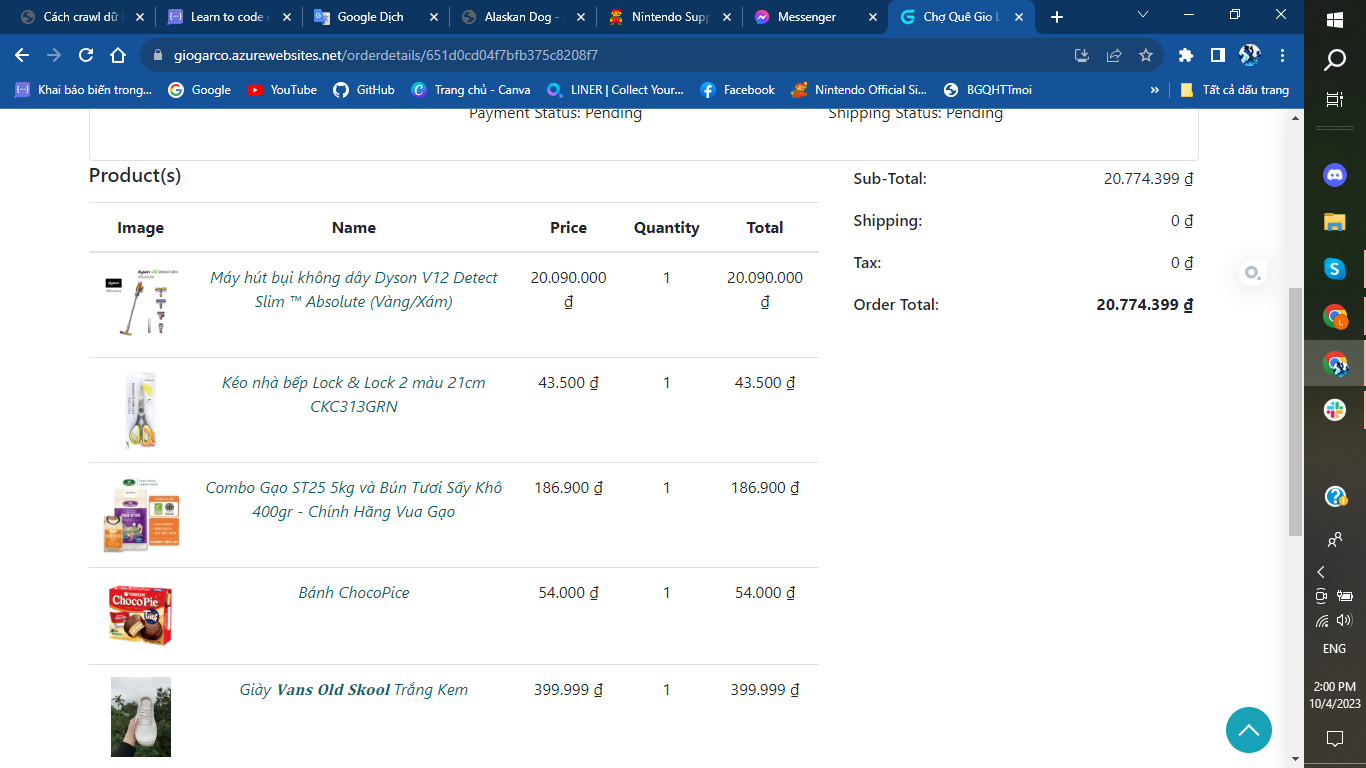 Cách crawl dữ l
Learn to code
Google Dịch
Alaskan Dog -
Nintendo Supp
Messenger
Chợ Quê Gio L
giogarco.azurewebsites.net/orderdetails/651d0cd04f7bfb375c8208f7
Khai báo biến trong...
Google
YouTube
GitHub
Trang chủ - Canva
LINER | Collect Your...
Facebook
Nintendo Official Si...
BGQHTTmoi
»
Tất cả dấu trang
Payment Status: Pending
Shipping Status: Pending
Product(s)
Image Name Price Quantity Total
Máy hút bụi không dây Dyson V12 Detect
Slim ™ Absolute (Vàng/Xám)
20.090.000
₫
1
20.090.000
₫
Kéo nhà bếp Lock & Lock 2 màu 21cm
CKC313GRN
43.500 ₫
1
43.500 ₫
Combo Gạo ST25 5kg và Bún Tươi Sấy Khô
400gr - Chính Hãng Vua Gạo
186.900 ₫
1
186.900 ₫
ORION
ChocoPie
Bánh ChocoPice
54.000 ₫
1
54.000 ₫
Giày Vans Old Skool Trắng Kem
399.999 ₫
1
399.999 ₫
Sub-Total: 20.774.399 ₫
Shipping: 0 ₫
Tax: 0 ₫
Order Total: 20.774.399 ₫
L
ENG
2:00 PM
10/4/2023